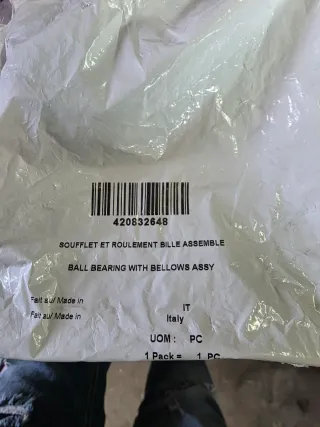 420832648
SOUFFLET ET ROULEMENT BILLE ASSEMBLE
BALL BEARING WITH BELLOWS ASSY
Fait au/ Made in IT
Fait au/ Made in Italy
UOM : PC
1 Pack = 1 PC